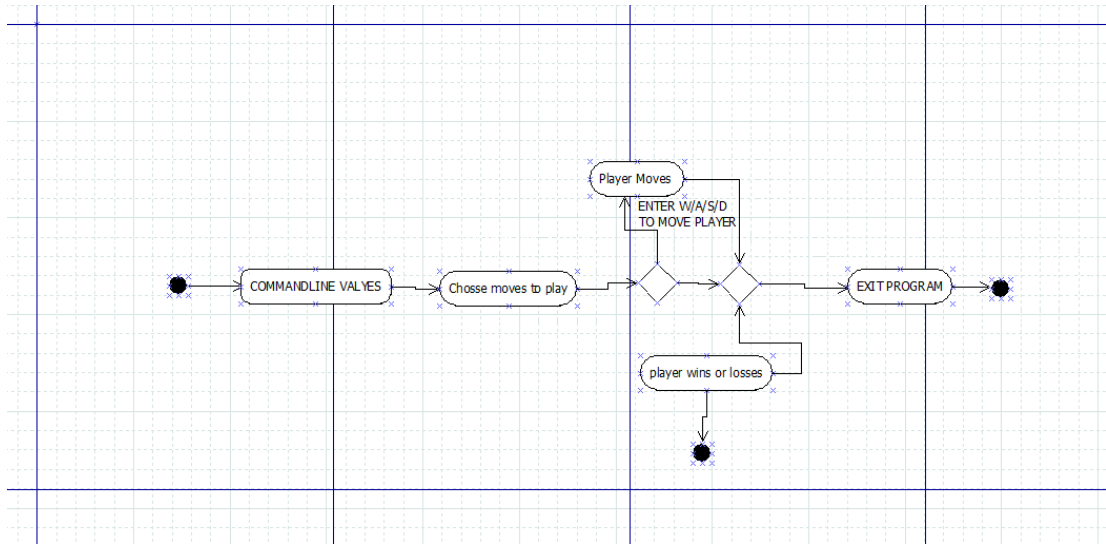 Player Moves
ENTER W/A/S/D
TO MOVE PLAYER
COMMANDLINE VALYES
Chosse moves to play
EXIT PROGRAM
player wins or losses